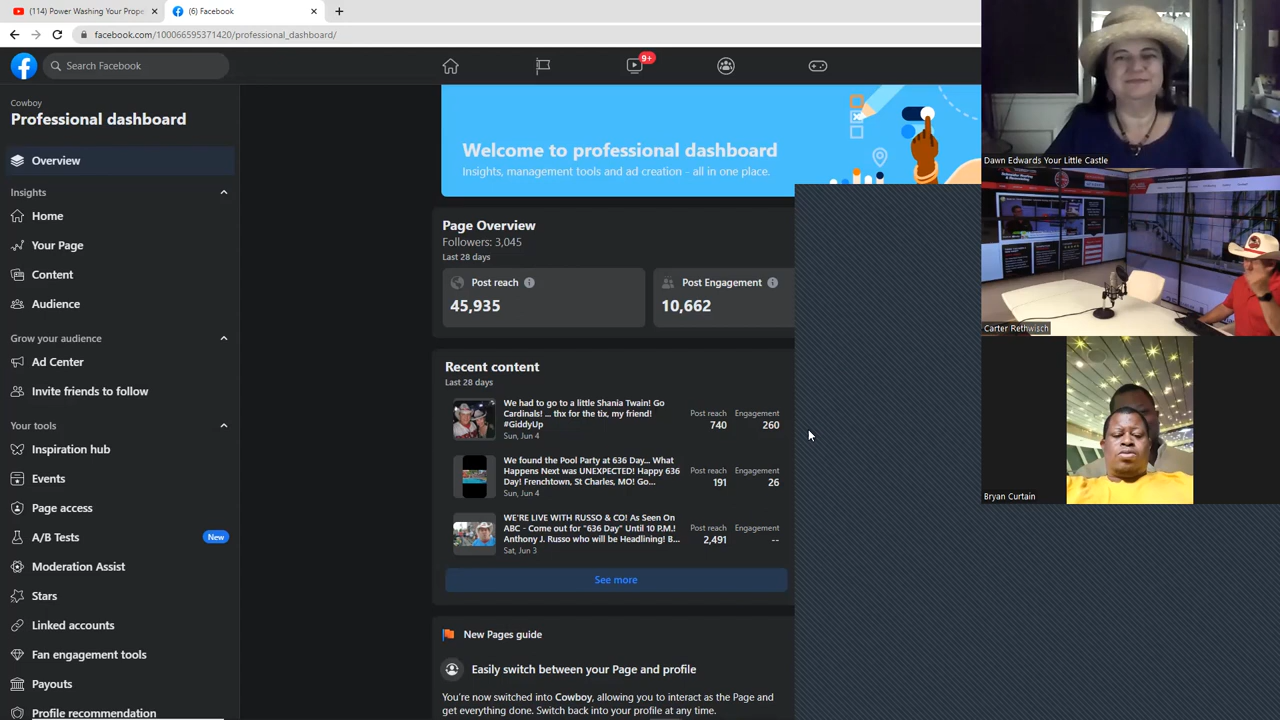 (114) Power Washing Your Prope
(6) Facebook
facebook.com/100066595371420/professional_dashboard/
Search Facebook
9+
Cowboy
Professional dashboard
Overview
Insights
Home
Your Page
Content
Audience
Grow your audience
Ad Center
Invite friends to follow
Your tools
Inspiration hub
Events
Page access
A/B Tests
New
Moderation Assist
Stars
Linked accounts
Fan engagement tools
Payouts
Profile recommendation
Welcome to professional dashboard
Insights, management tools and ad creation - all in one place.
Page Overview
Followers: 3,045
Last 28 days
Post reach
45,935
Post Engagement
10,662
Recent content
Last 28 days
We had to go to a little Shania Twain! Go
Cardinals! ... thx for the tix, my friend!
#GiddyUp
Sun, Jun 4
Post reach
740
Engagement
260
We found the Pool Party at 636 Day... What
Happens Next was UNEXPECTED! Happy 636
Day! Frenchtown, St Charles, MO! Go...
Sun, Jun 4
Post reach
191
Engagement
26
WE'RE LIVE WITH RUSSO & CO! As Seen On
ABC - Come out for "636 Day" Until 10 P.M.!
Anthony J. Russo who will be Headlining! B...
Sat, Jun 3
Post reach
2,491
Engagement
--
See more
New Pages guide
Easily switch between your Page and profile
You're now switched into Cowboy, allowing you to interact as the Page and
get everything done. Switch back into your profile at any time.
Dawn Edwards Your Little Castle
Carter Rethwisch
Bryan Curtain